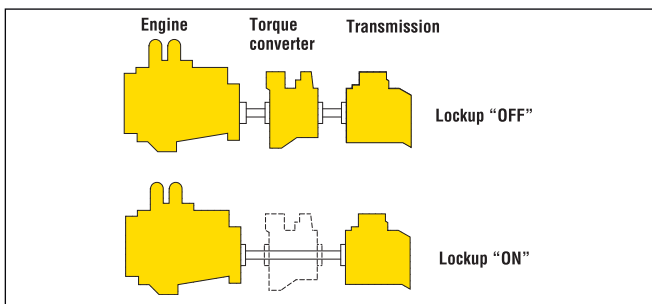 Engine
Torque
converter
Transmission
Lockup “OFF”
Lockup “ON”